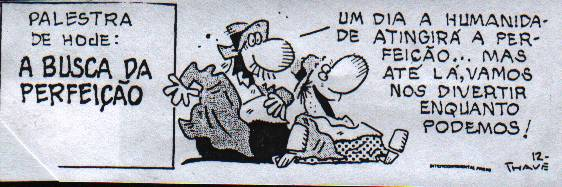 PALESTRA
DE HOJE:
A BUSCA DA
PERFEIÇÃO
UM DIA A HUMANIDA-
DE ATINGIRÁ A PER-
FEIÇÃO... MAS
ATÉ LÁ, VAMOS
NOS DIVERTIR
ENQUANTO
PODEMOS!
12-
THAVES